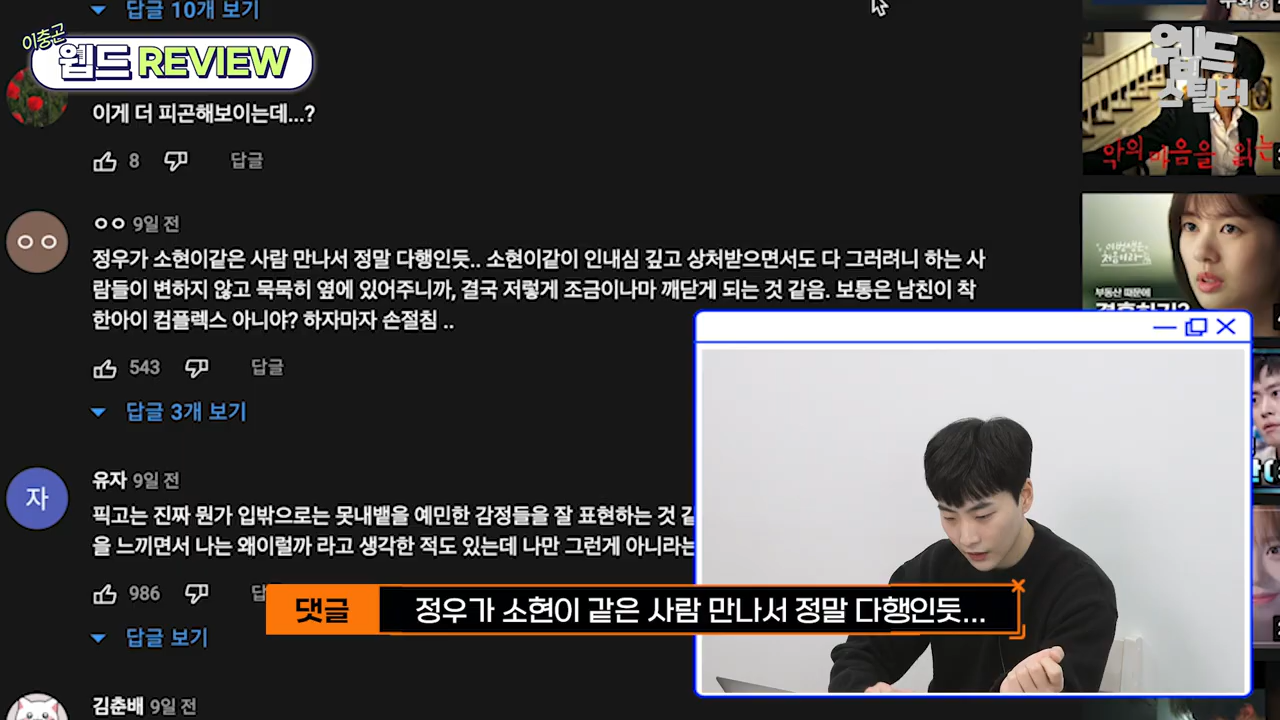 답글 10개 보기
이충곤
웹드 REVIEW
웹드
스틸러
이게 더 피곤해보이는데...?
8
답글
악의 마음을 읽는
ㅇㅇ 9일 전
정우가 소현이같은 사람 만나서 정말 다행인듯.. 소현이같이 인내심 깊고 상처받으면서도 다 그러려니 하는 사
람들이 변하지 않고 묵묵히 옆에 있어주니까, 결국 저렇게 조금이나마 깨닫게 되는 것 같음. 보통은 남친이 착
한아이 컴플렉스 아니야? 하자마자 손절침 ..
이번생은
처음이라
부동산 때문에
543
답글
답글 3개 보기
자
유자 9일 전
픽고는 진짜 뭔가 입밖으로는 못내뱉을 예민한 감정들을 잘 표현하는 것 같
을 느끼면서 나는 왜이럴까 라고 생각한 적도 있는데 나만 그런게 아니라는
986
답글 보기
댓글
정우가 소현이 같은 사람 만나서 정말 다행인듯...
김춘배 9일 전